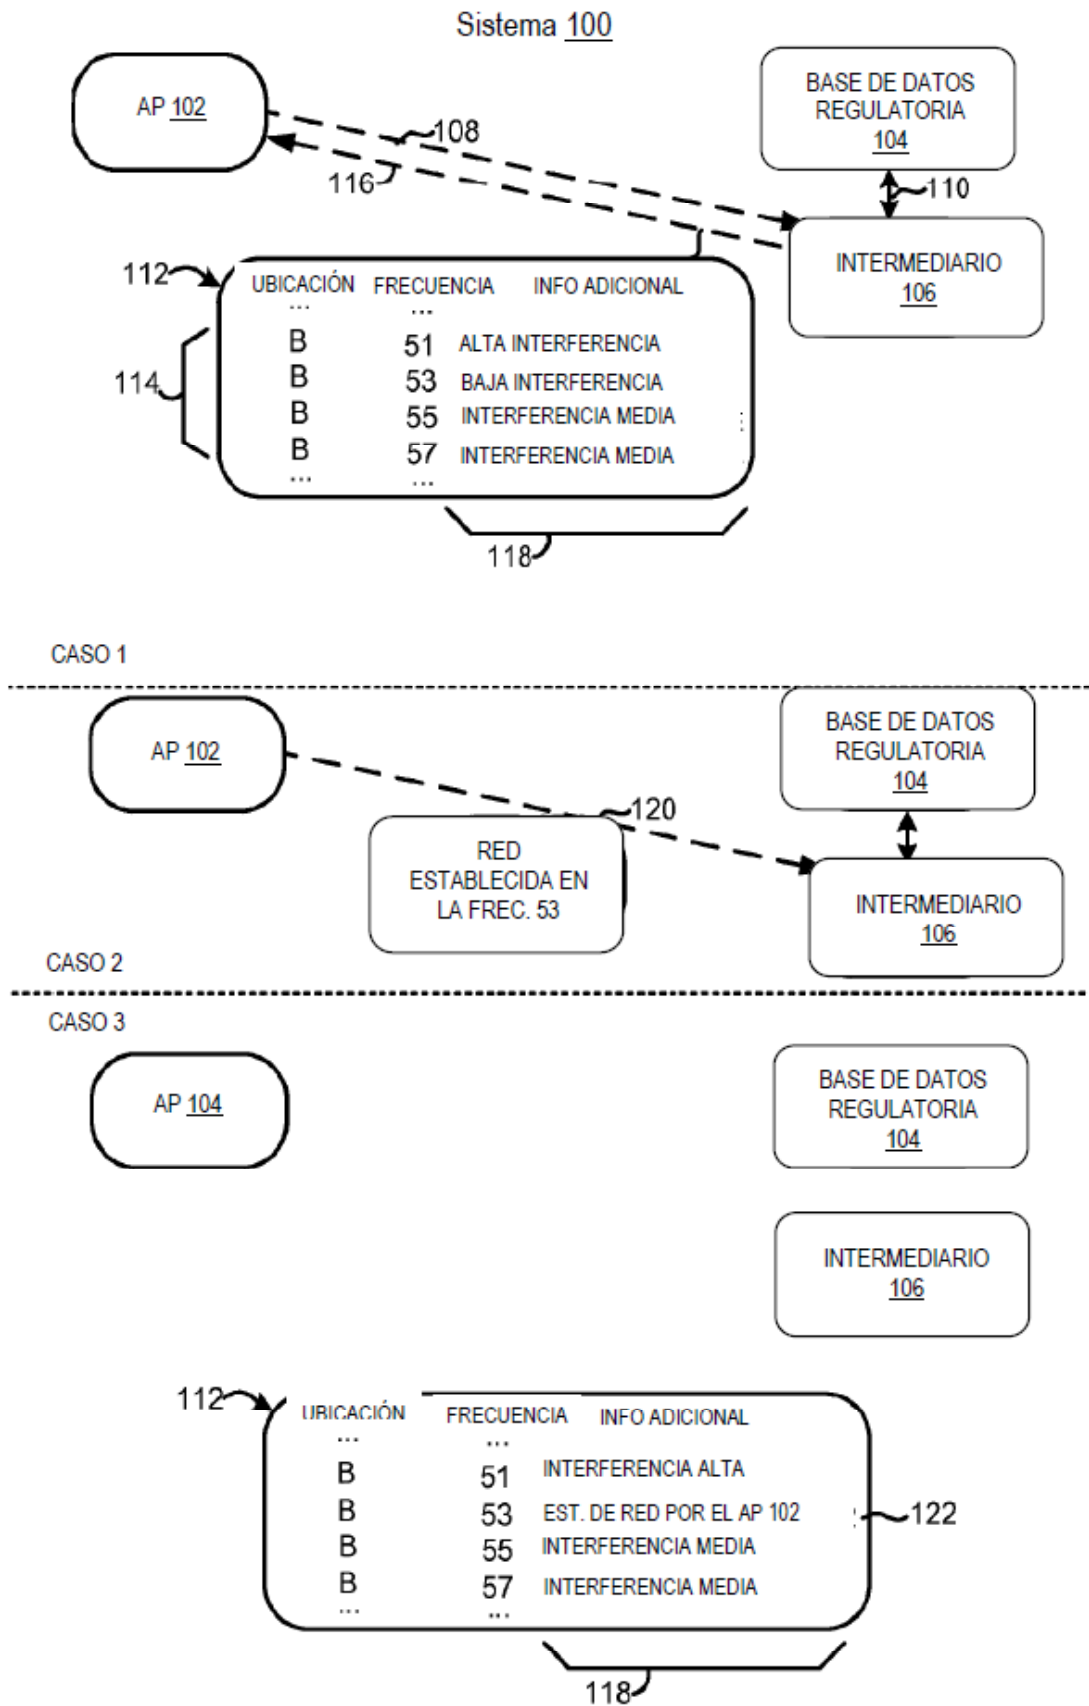 Sistema 100
AP 102
BASE DE DATOS
REGULATORIA
104
108
116
110
INTERMEDIARIO
106
112
UBICACIÓN FRECUENCIA INFO ADICIONAL
... ...
B 51 ALTA INTERFERENCIA
B 53 BAJA INTERFERENCIA
B 55 INTERFERENCIA MEDIA
B 57 INTERFERENCIA MEDIA
... ...
114
118
CASO 1
AP 102
BASE DE DATOS
REGULATORIA
104
120
RED
ESTABLECIDA EN
LA FREC. 53
INTERMEDIARIO
106
CASO 2
CASO 3
AP 104
BASE DE DATOS
REGULATORIA
104
INTERMEDIARIO
106
112
UBICACIÓN FRECUENCIA INFO ADICIONAL
... ...
B 51 INTERFERENCIA ALTA
B 53 EST. DE RED POR EL AP 102
B 55 INTERFERENCIA MEDIA
B 57 INTERFERENCIA MEDIA
... ...
122
118